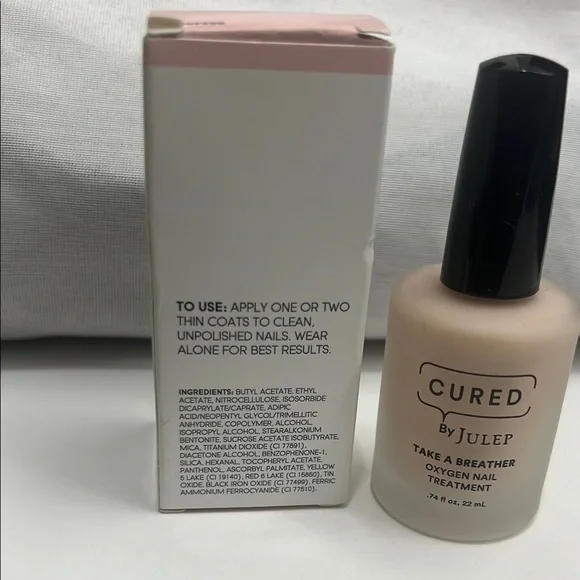 TO USE: APPLY ONE OR TWO
THIN COATS TO CLEAN,
UNPOLISHED NAILS. WEAR
ALONE FOR BEST RESULTS.
INGREDIENTS: BUTYL ACETATE, ETHYL
ACETATE, NITROCELLULOSE, ISOSORBIDE
DICAPRYLATE/CAPRATE, ADIPIC
ACID/NEOPENTYL GLYCOL/TRIMELLITIC
ANHYDRIDE, COPOLYMER, ALCOHOL,
ISOPROPYL ALCOHOL, STEARALKONIUM
BENTONITE, SUCROSE ACETATE ISOBUTYRATE,
MICA, TITANIUM DIOXIDE (CI 77891),
DIACETONE ALCOHOL, BENZOPHENONE-1,
SILICA, HEXANAL, TOCOPHERYL ACETATE,
PANTHENOL, ASCORBYL PALMITATE, YELLOW
5 LAKE (CI 19140), RED 6 LAKE (CI 15850), TIN
OXIDE, BLACK IRON OXIDE (CI 77499), FERRIC
AMMONIUM FERROCYANIDE (CI 77510).
CURED
By JULEP
TAKE A BREATHER
OXYGEN NAIL
TREATMENT
.74 fl oz, 22 mL